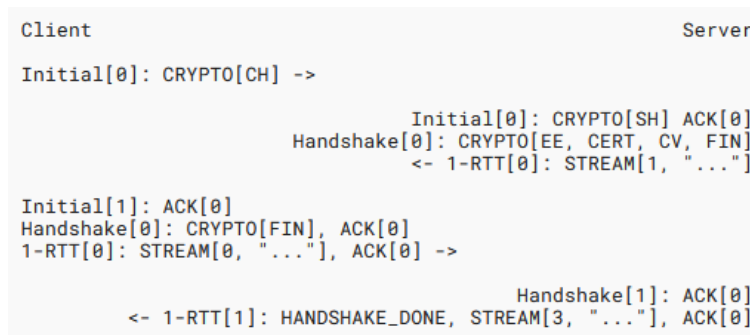 Client Server
Initial[0]: CRYPTO[CH] ->
Initial[0]: CRYPTO[SH] ACK[0]
Handshake[0]: CRYPTO[EE, CERT, CV, FIN]
<- 1-RTT[0]: STREAM[1, "..."]
Initial[1]: ACK[0]
Handshake[0]: CRYPTO[FIN], ACK[0]
1-RTT[0]: STREAM[0, "..."], ACK[0] ->
Handshake[1]: ACK[0]
<- 1-RTT[1]: HANDSHAKE_DONE, STREAM[3, "..."], ACK[0]